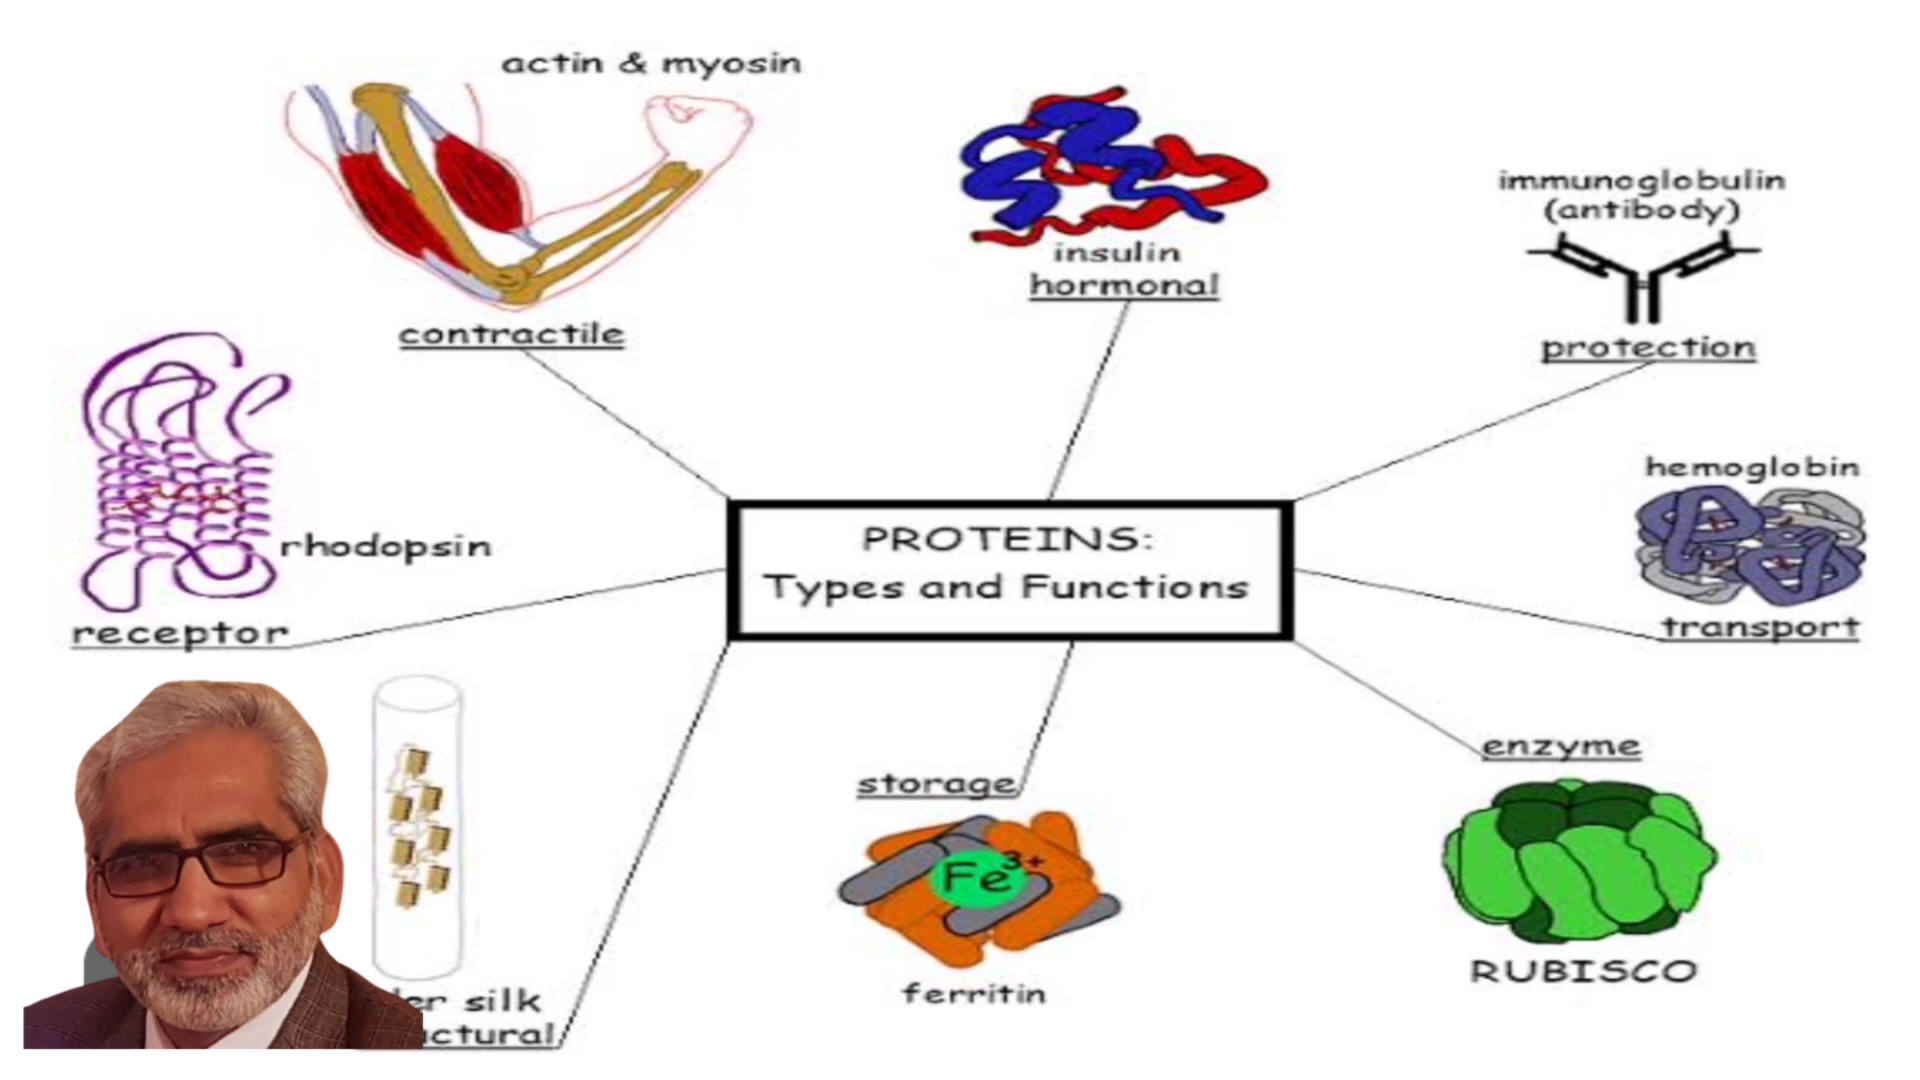 actin & myosin
contractile
insulin
hormonal
immunoglobulin
(antibody)
protection
rhodopsin
receptor
PROTEINS:
Types and Functions
hemoglobin
transport
enzyme
RUBISCO
storage
Fe3+
ferritin
silk